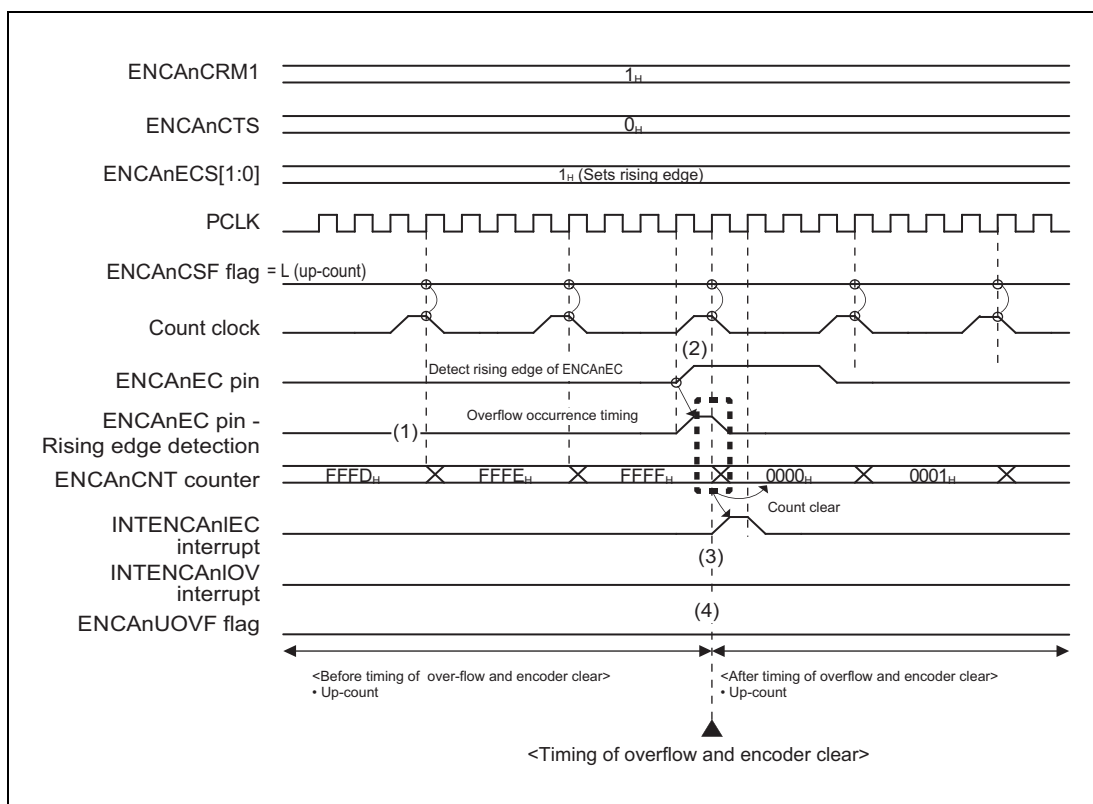 ENCAnCRM1
1H
ENCAnCTS
0H
ENCAnECS[1:0]
1H (Sets rising edge)
PCLK
ENCAnCSF flag = L (up-count)
Count clock
(2)
ENCAnEC pin
Detect rising edge of ENCAnEC
ENCAnEC pin -
Rising edge detection
(1)
Overflow occurrence timing
ENCAnCNT counter
FFFDH FFFEH FFFFH 0000H 0001H
Count clear
INTENCAnIEC
interrupt
(3)
INTENCAnIOV
interrupt
(4)
ENCAnUOVF flag
<Before timing of over-flow and encoder clear>
• Up-count
<After timing of overflow and encoder clear>
• Up-count
<Timing of overflow and encoder clear>